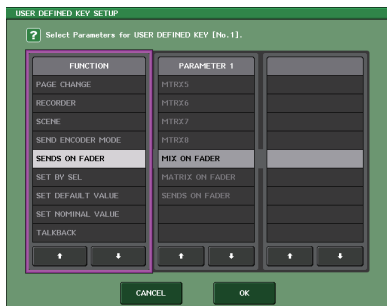 USER DEFINED KEY SETUP
? Select Parameters for USER DEFINED KEY [No.1].
FUNCTION
PAGE CHANGE
RECORDER
SCENE
SEND ENCODER MODE
SENDS ON FADER
SET BY SEL
SET DEFAULT VALUE
SET NOMINAL VALUE
TALKBACK
PARAMETER 1
MTRX5
MTRX6
MTRX7
MTRX8
MIX ON FADER
MATRIX ON FADER
SENDS ON FADER
CANCEL
OK